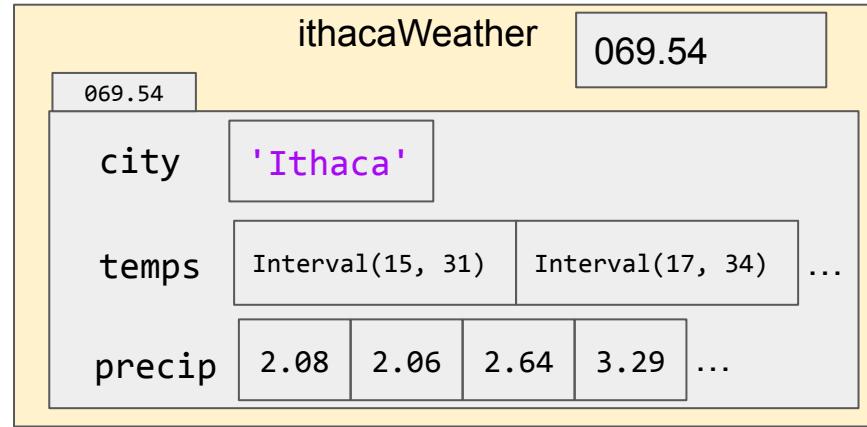 ithacaWeather 069.54
069.54
city 'Ithaca'
temps Interval(15, 31) Interval(17, 34) ...
precip 2.08 2.06 2.64 3.29 ...